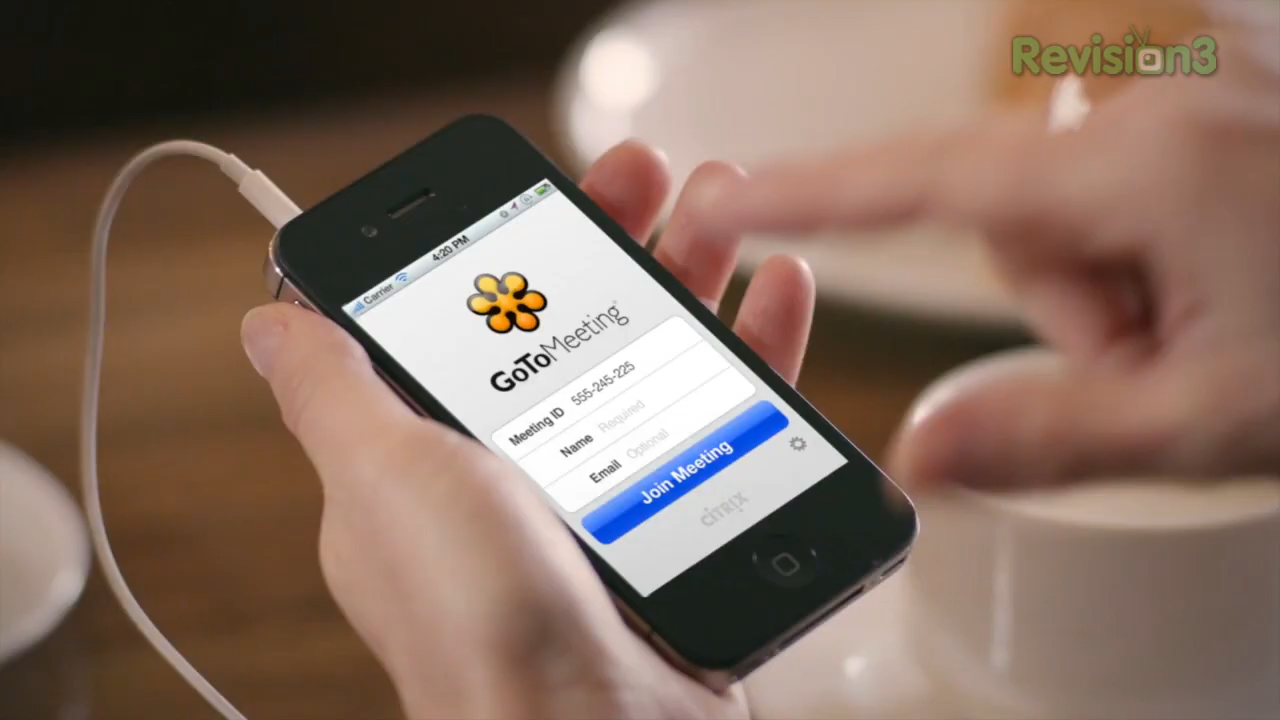 Revision3
Carrier 4:20 PM
GoToMeeting
Meeting ID 555-245-225
Name Required
Email Optional
Join Meeting
CITRIX